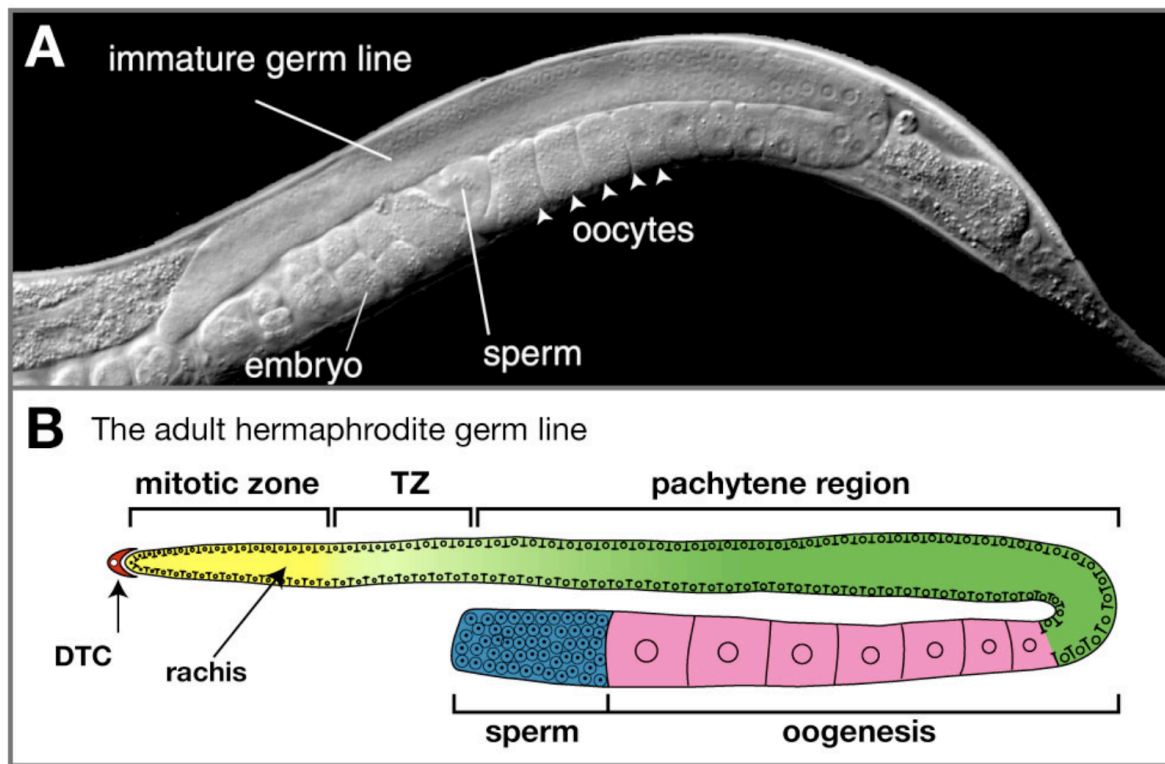 A
immature germ line
oocytes
sperm
embryo
B The adult hermaphrodite germ line
mitotic zone TZ pachytene region
DTC
rachis
sperm oogenesis